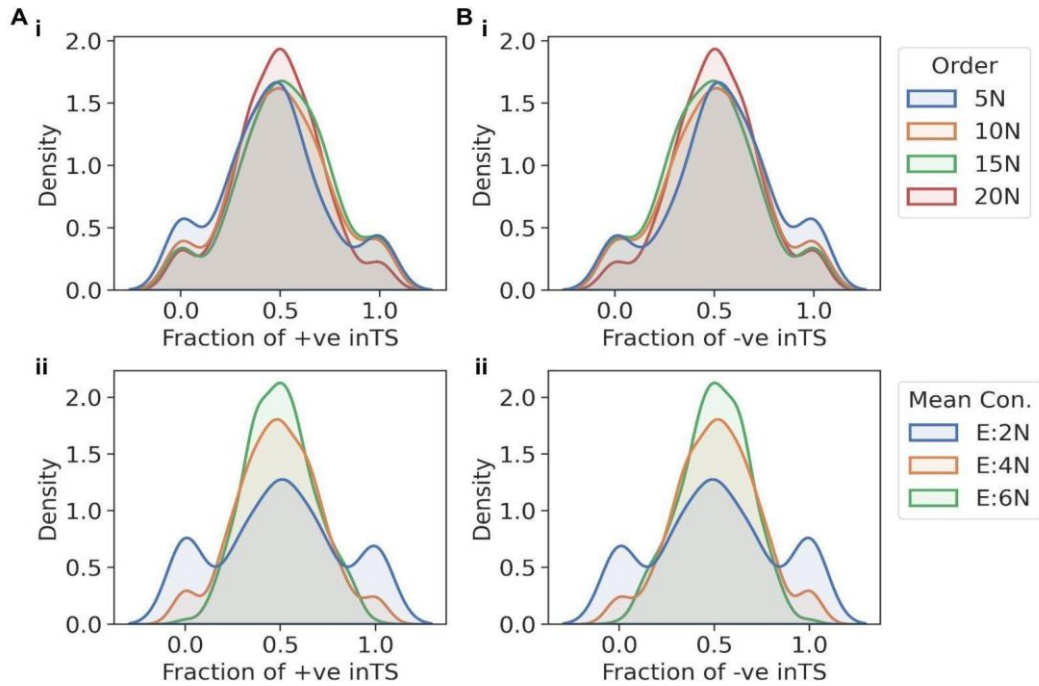 A
i
2.0
1.5
1.0
0.5
0.0
Density
0.0 0.5 1.0
Fraction of +ve inTS
B
i
2.0
1.5
1.0
0.5
0.0
Density
0.0 0.5 1.0
Fraction of -ve inTS
Order
5N
10N
15N
20N
ii
2.0
1.5
1.0
0.5
0.0
Density
0.0 0.5 1.0
Fraction of +ve inTS
ii
2.0
1.5
1.0
0.5
0.0
Density
0.0 0.5 1.0
Fraction of -ve inTS
Mean Con.
E:2N
E:4N
E:6N